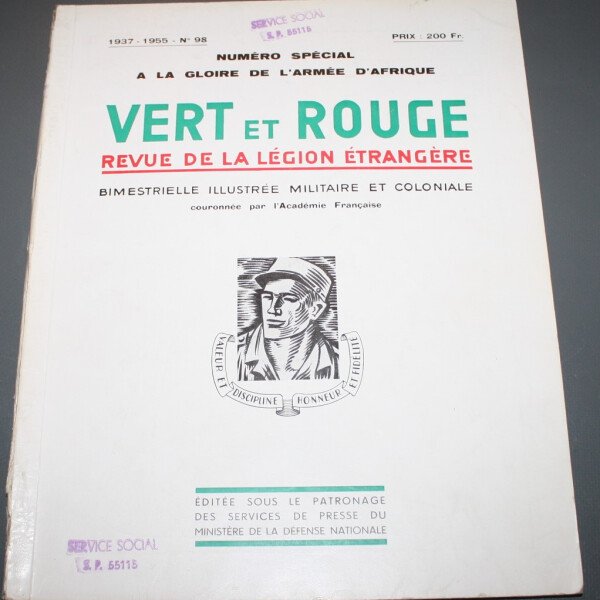 SERVICE SOCIAL
S. P. 55115
1937 - 1955 - N° 98
PRIX : 200 Fr.
NUMÉRO SPÉCIAL
A LA GLOIRE DE L'ARMÉE D'AFRIQUE
VERT ET ROUGE
REVUE DE LA LÉGION ÉTRANGÈRE
BIMESTRIELLE ILLUSTRÉE MILITAIRE ET COLONIALE
couronnée par l'Académie Française
VALEUR ET DISCIPLINE HONNEUR ET FIDELITÉ
ÉDITÉE SOUS LE PATRONAGE
DES SERVICES DE PRESSE DU
MINISTÈRE DE LA DÉFENSE NATIONALE
SERVICE SOCIAL
S. P. 55115